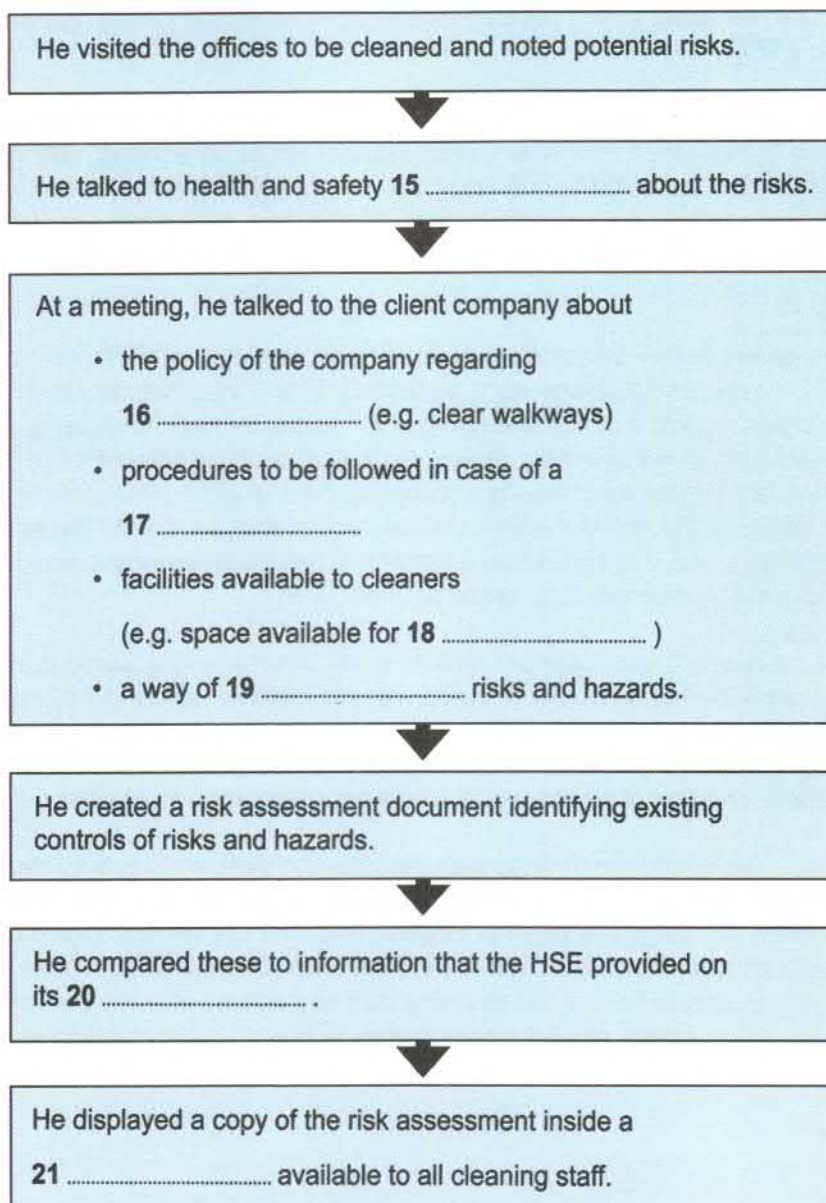 He visited the offices to be cleaned and noted potential risks.
He talked to health and safety 15 .................................. about the risks.
At a meeting, he talked to the client company about
• the policy of the company regarding
16 .................................. (e.g. clear walkways)
• procedures to be followed in case of a
17 ..................................
• facilities available to cleaners
(e.g. space available for 18 .................................. )
• a way of 19 .................................. risks and hazards.
He created a risk assessment document identifying existing
controls of risks and hazards.
He compared these to information that the HSE provided on
its 20 .................................. .
He displayed a copy of the risk assessment inside a
21 .................................. available to all cleaning staff.